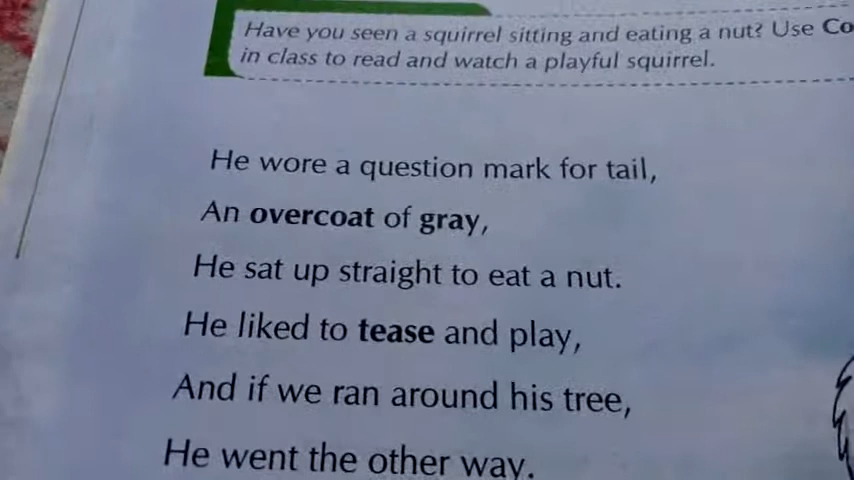 Have you seen a squirrel sitting and eating a nut? Use
in class to read and watch a playful squirrel.
He wore a question mark for tail,
An overcoat of gray,
He sat up straight to eat a nut.
He liked to tease and play,
And if we ran around his tree,
He went the other way.